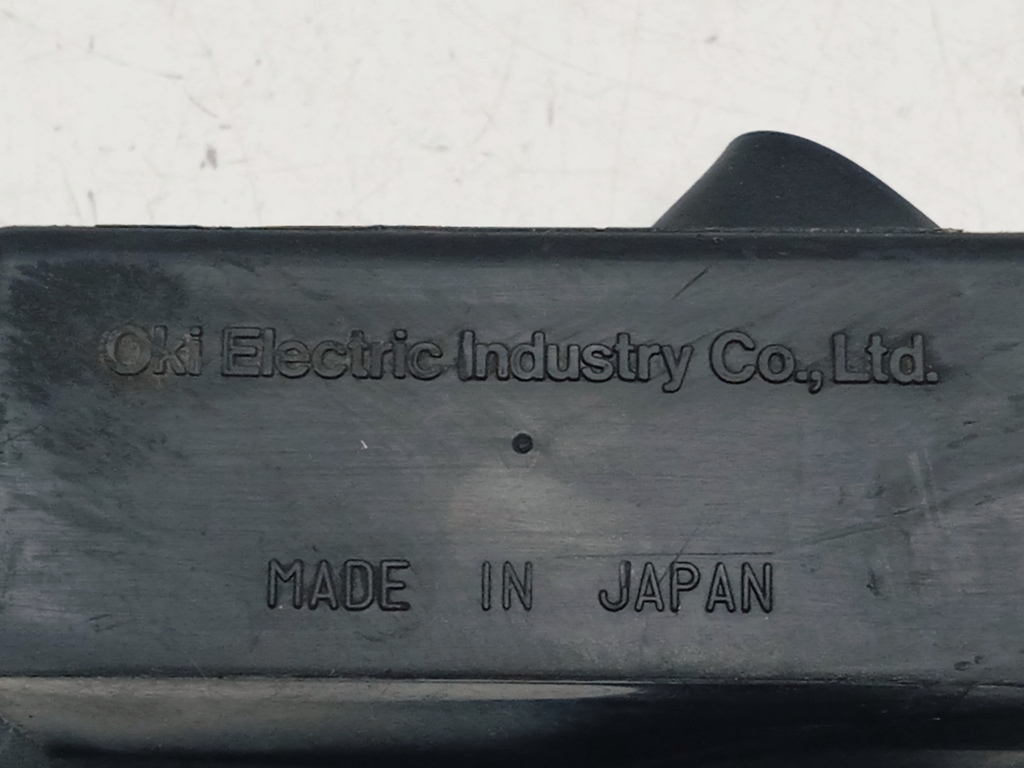 Oki Electric Industry Co., Ltd.
MADE IN JAPAN